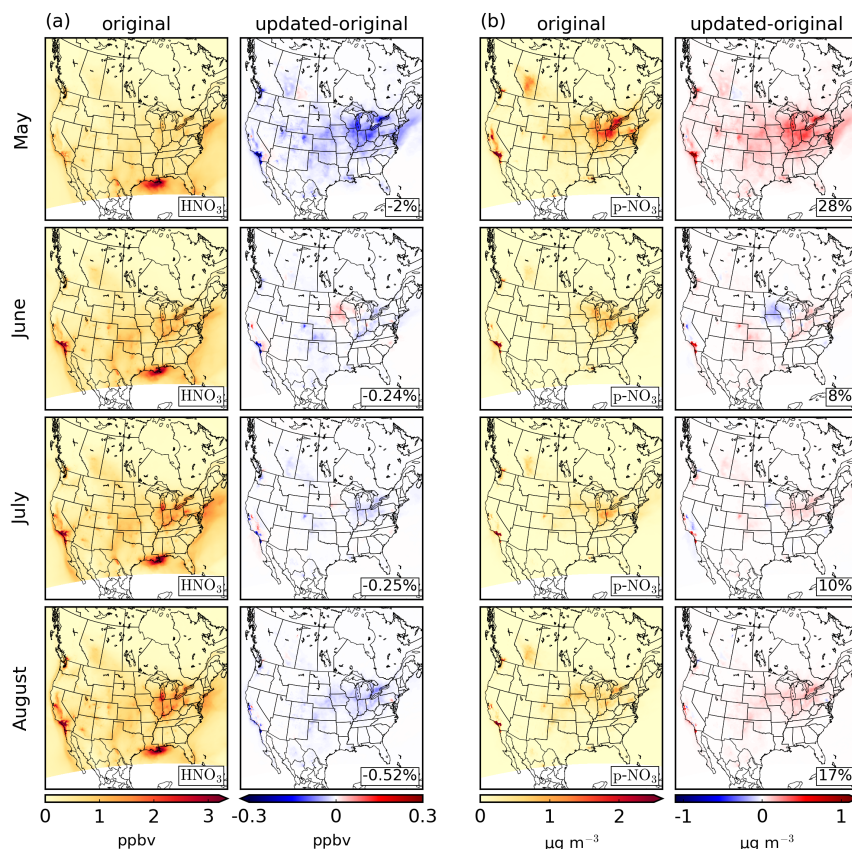 (a) original updated-original (b) original updated-original
May
HNO3 -2% p-NO3 28%
June
HNO3 -0.24% p-NO3 8%
July
HNO3 -0.25% p-NO3 10%
August
HNO3 -0.52% p-NO3 17%
0 1 2 3 -0.3 0 0.3 0 1 2 -1 0 1
ppbv ppbv µg m−3 µg m−3